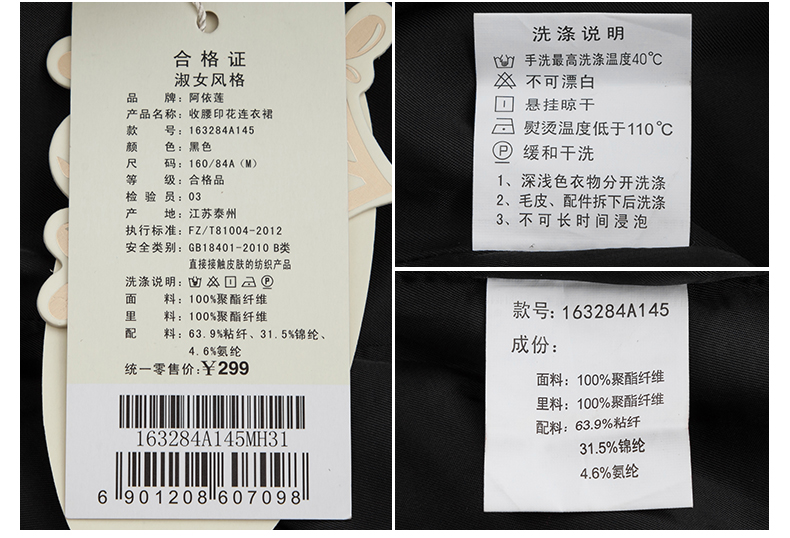 合格证
淑女风格
品 牌：阿依莲
产品名称：收腰印花连衣裙
款 号：163284A145
颜 色：黑色
尺 码：160/84A（M）
等 级：合格品
检 验 员：03
产 地：江苏泰州
执行标准：FZ/T81004-2012
安全类别：GB18401-2010 B类
直接接触皮肤的纺织产品
洗涤说明：
面 料：100%聚酯纤维
里 料：100%聚酯纤维
配 料：63.9%粘纤、31.5%锦纶、
4.6%氨纶
统一零售价：￥299
163284A145MH31
6 901208 607098
洗涤说明
手洗最高洗涤温度40℃
不可漂白
悬挂晾干
熨烫温度低于110℃
P 缓和干洗
1、深浅色衣物分开洗涤
2、毛皮、配件拆下后洗涤
3、不可长时间浸泡
款号：163284A145
成份：
面料：100%聚酯纤维
里料：100%聚酯纤维
配料：63.9%粘纤
31.5%锦纶
4.6%氨纶